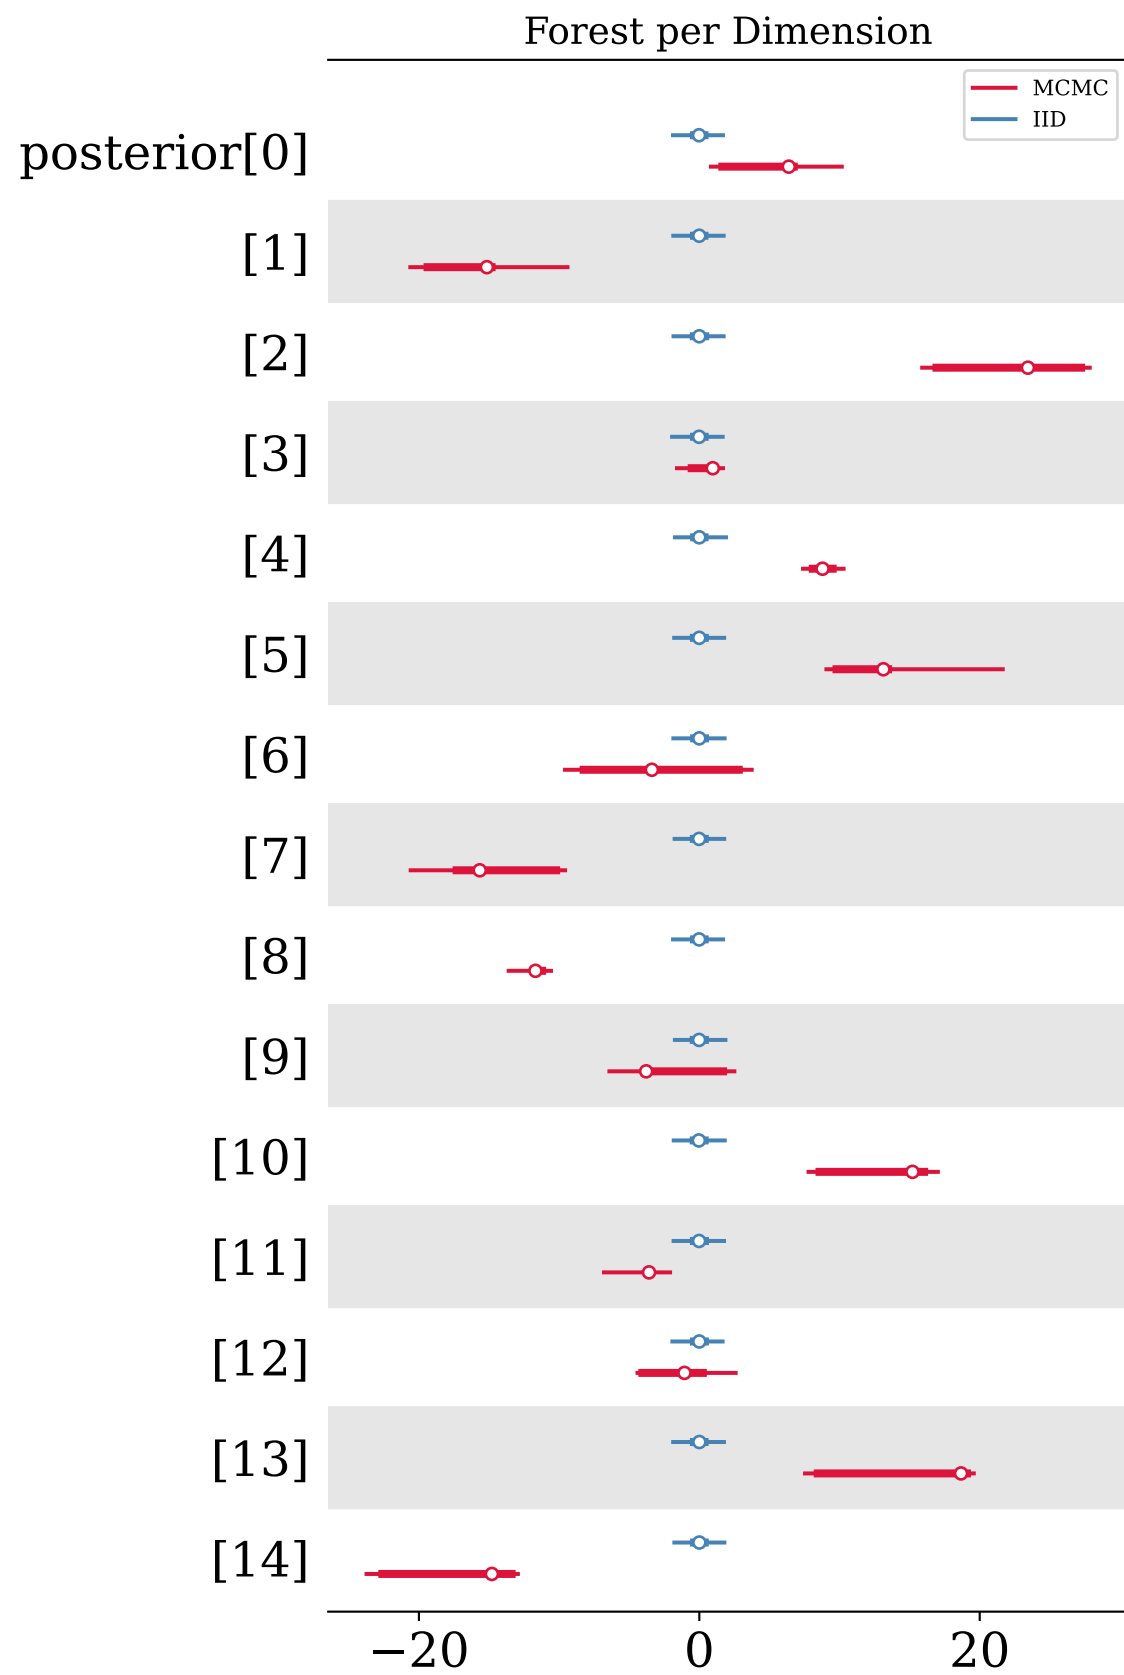 Forest per Dimension
MCMC
IID
posterior[0]
[1]
[2]
[3]
[4]
[5]
[6]
[7]
[8]
[9]
[10]
[11]
[12]
[13]
[14]
−20 0 20